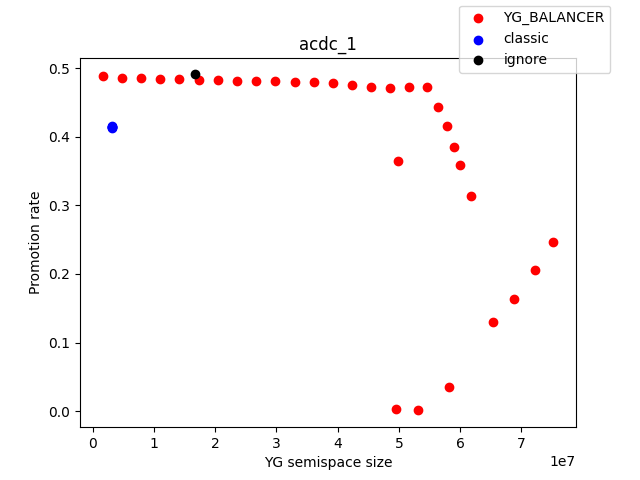 acdc_1
YG_BALANCER
classic
ignore
Promotion rate
0.5
0.4
0.3
0.2
0.1
0.0
0 1 2 3 4 5 6 7
1e7
YG semispace size